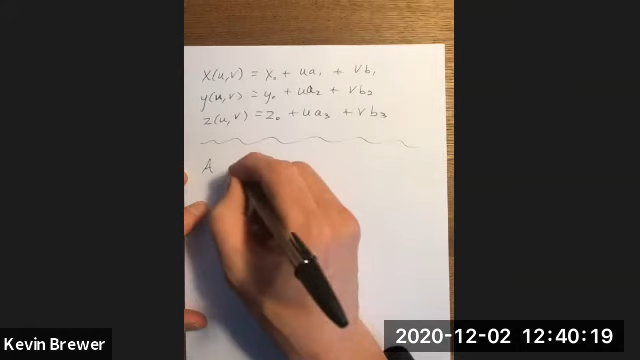 x(u,v) = x₀ + ua₁ + vb₁
y(u,v) = y₀ + ua₂ + vb₂
z(u,v) = z₀ + ua₃ + vb₃
A
Kevin Brewer
2020-12-02 12:40:19